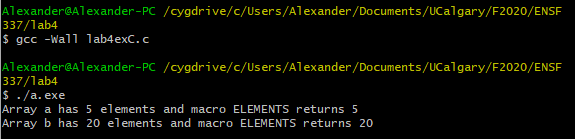 Alexander@Alexander-PC /cygdrive/c/Users/Alexander/Documents/UCalgary/F2020/ENSF
337/lab4
$ gcc -Wall lab4exC.c
Alexander@Alexander-PC /cygdrive/c/Users/Alexander/Documents/UCalgary/F2020/ENSF
337/lab4
$ ./a.exe
Array a has 5 elements and macro ELEMENTS returns 5
Array b has 20 elements and macro ELEMENTS returns 20